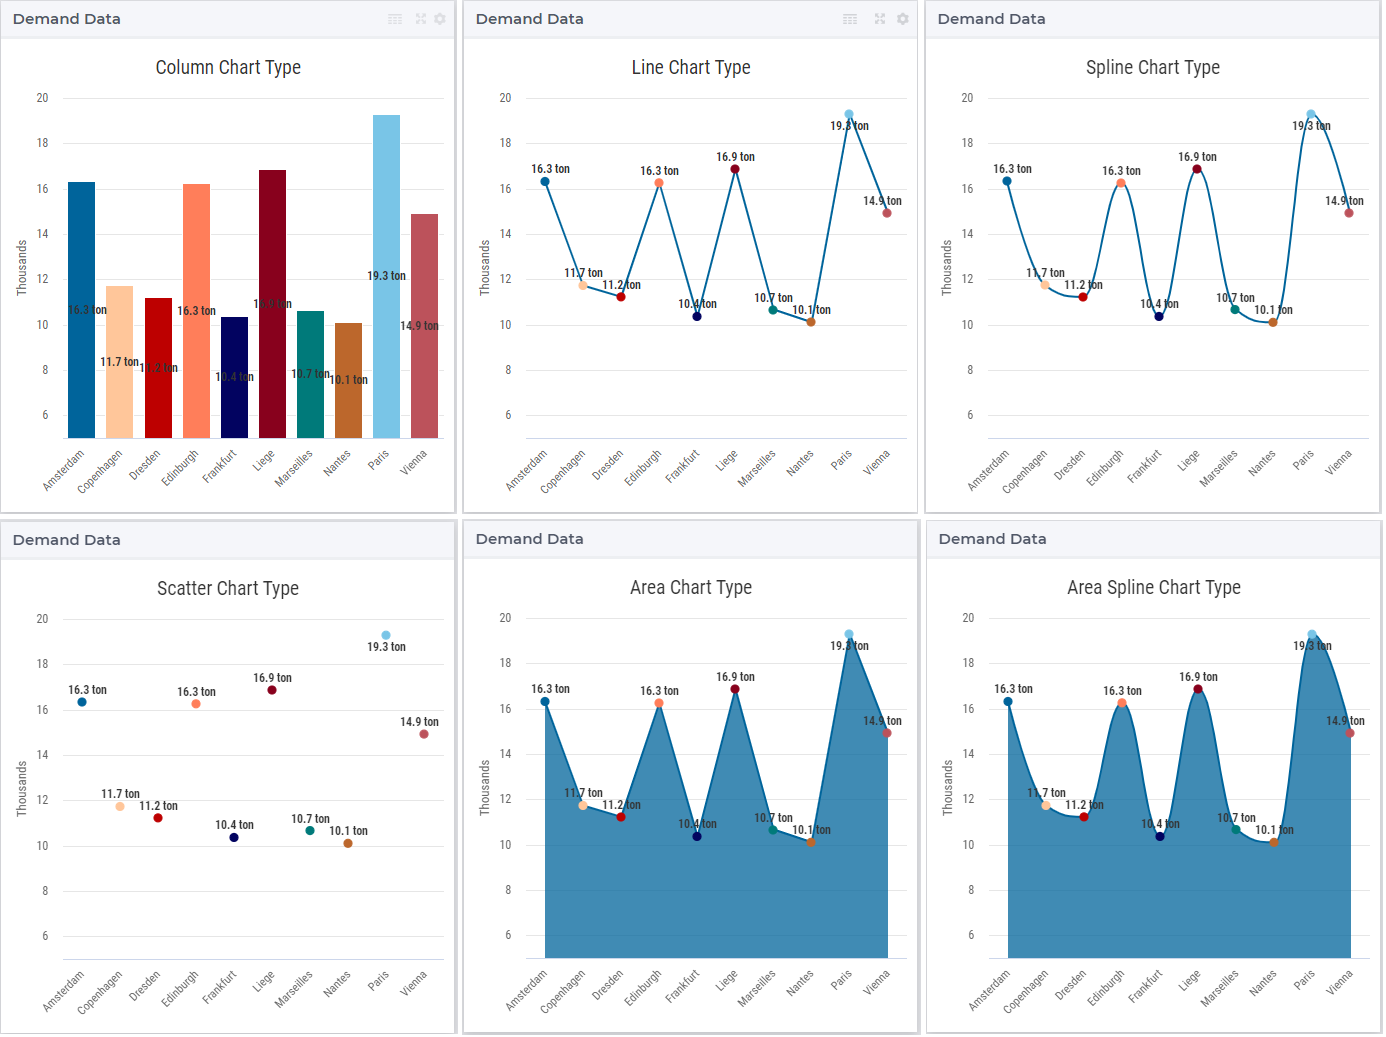 Demand Data
Column Chart Type
20
18
16
14
12
10
8
6
Thousands
16.3 ton
11.7 ton
11.2 ton
16.3 ton
10.4 ton
16.9 ton
10.7 ton
10.1 ton
19.3 ton
14.9 ton
Amsterdam
Copenhagen
Dresden
Edinburgh
Frankfurt
Liege
Marseilles
Nantes
Paris
Vienna
Demand Data
Line Chart Type
20
18
16
14
12
10
8
6
Thousands
16.3 ton
11.7 ton
11.2 ton
16.3 ton
10.4 ton
16.9 ton
10.7 ton
10.1 ton
19.3 ton
14.9 ton
Amsterdam
Copenhagen
Dresden
Edinburgh
Frankfurt
Liege
Marseilles
Nantes
Paris
Vienna
Demand Data
Spline Chart Type
20
18
16
14
12
10
8
6
Thousands
16.3 ton
11.7 ton
11.2 ton
16.3 ton
10.4 ton
16.9 ton
10.7 ton
10.1 ton
19.3 ton
14.9 ton
Amsterdam
Copenhagen
Dresden
Edinburgh
Frankfurt
Liege
Marseilles
Nantes
Paris
Vienna
Demand Data
Scatter Chart Type
20
18
16
14
12
10
8
6
Thousands
16.3 ton
11.7 ton
11.2 ton
16.3 ton
10.4 ton
16.9 ton
10.7 ton
10.1 ton
19.3 ton
14.9 ton
Amsterdam
Copenhagen
Dresden
Edinburgh
Frankfurt
Liege
Marseilles
Nantes
Paris
Vienna
Demand Data
Area Chart Type
20
18
16
14
12
10
8
6
Thousands
16.3 ton
11.7 ton
11.2 ton
16.3 ton
10.4 ton
16.9 ton
10.7 ton
10.1 ton
19.3 ton
14.9 ton
Amsterdam
Copenhagen
Dresden
Edinburgh
Frankfurt
Liege
Marseilles
Nantes
Paris
Vienna
Demand Data
Area Spline Chart Type
20
18
16
14
12
10
8
6
Thousands
16.3 ton
11.7 ton
11.2 ton
16.3 ton
10.4 ton
16.9 ton
10.7 ton
10.1 ton
19.3 ton
14.9 ton
Amsterdam
Copenhagen
Dresden
Edinburgh
Frankfurt
Liege
Marseilles
Nantes
Paris
Vienna